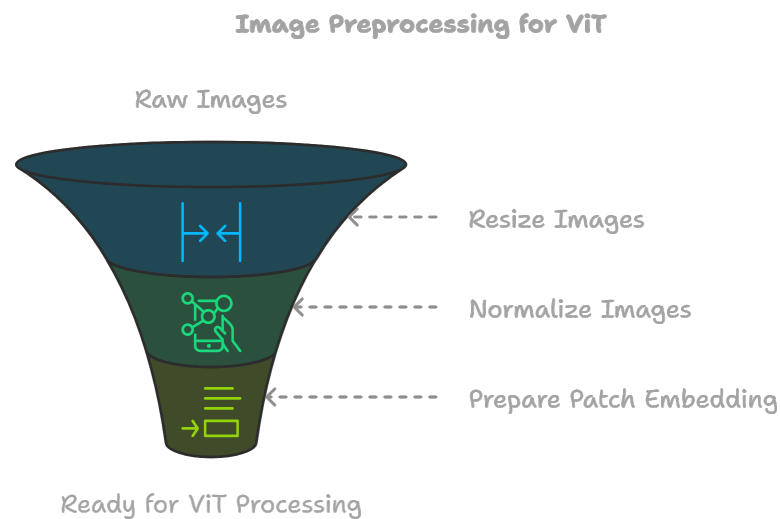 Image Preprocessing for ViT
Raw Images
Resize Images
Normalize Images
Prepare Patch Embedding
Ready for ViT Processing